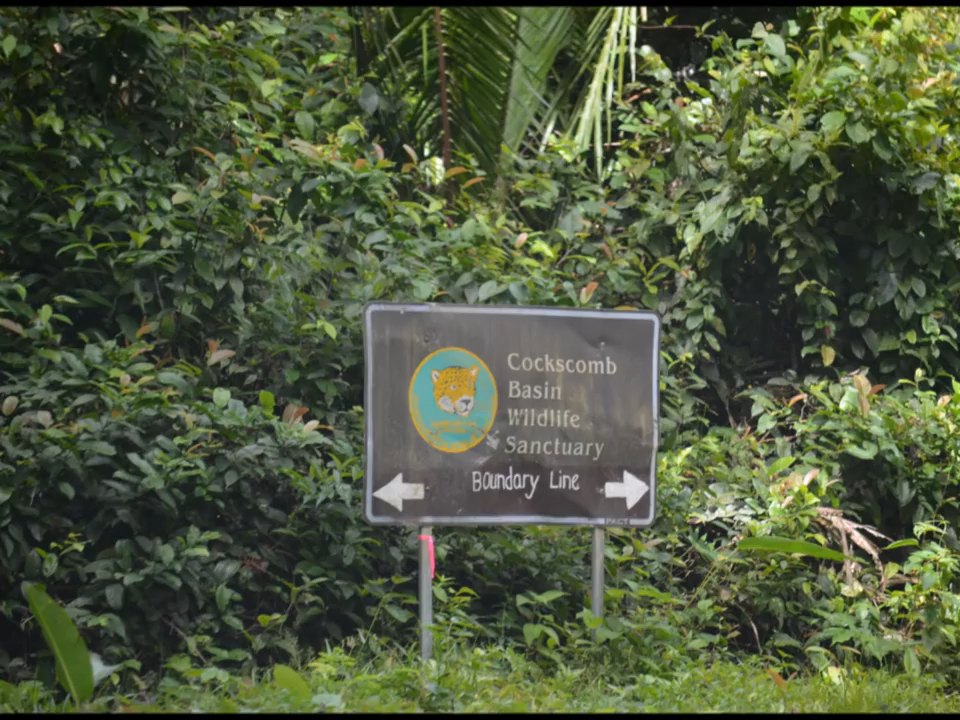 Cockscomb
Basin
Wildlife
Sanctuary
Boundary Line